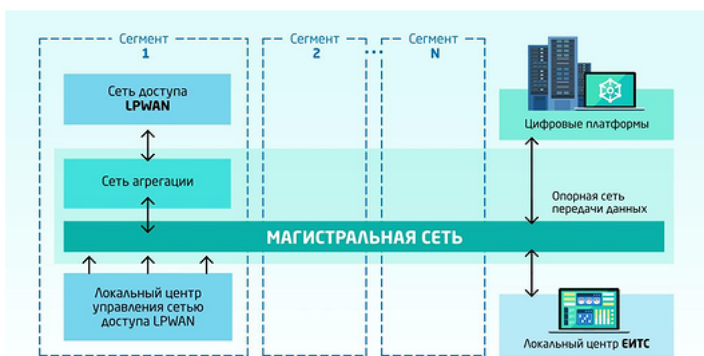 Сегмент
1
Сегмент
2
...
Сегмент
N
Сеть доступа
LPWAN
Цифровые платформы
Сеть агрегации
Опорная сеть
передачи данных
МАГИСТРАЛЬНАЯ СЕТЬ
Локальный центр
управления сетью
доступа LPWAN
Локальный центр ЕИТС